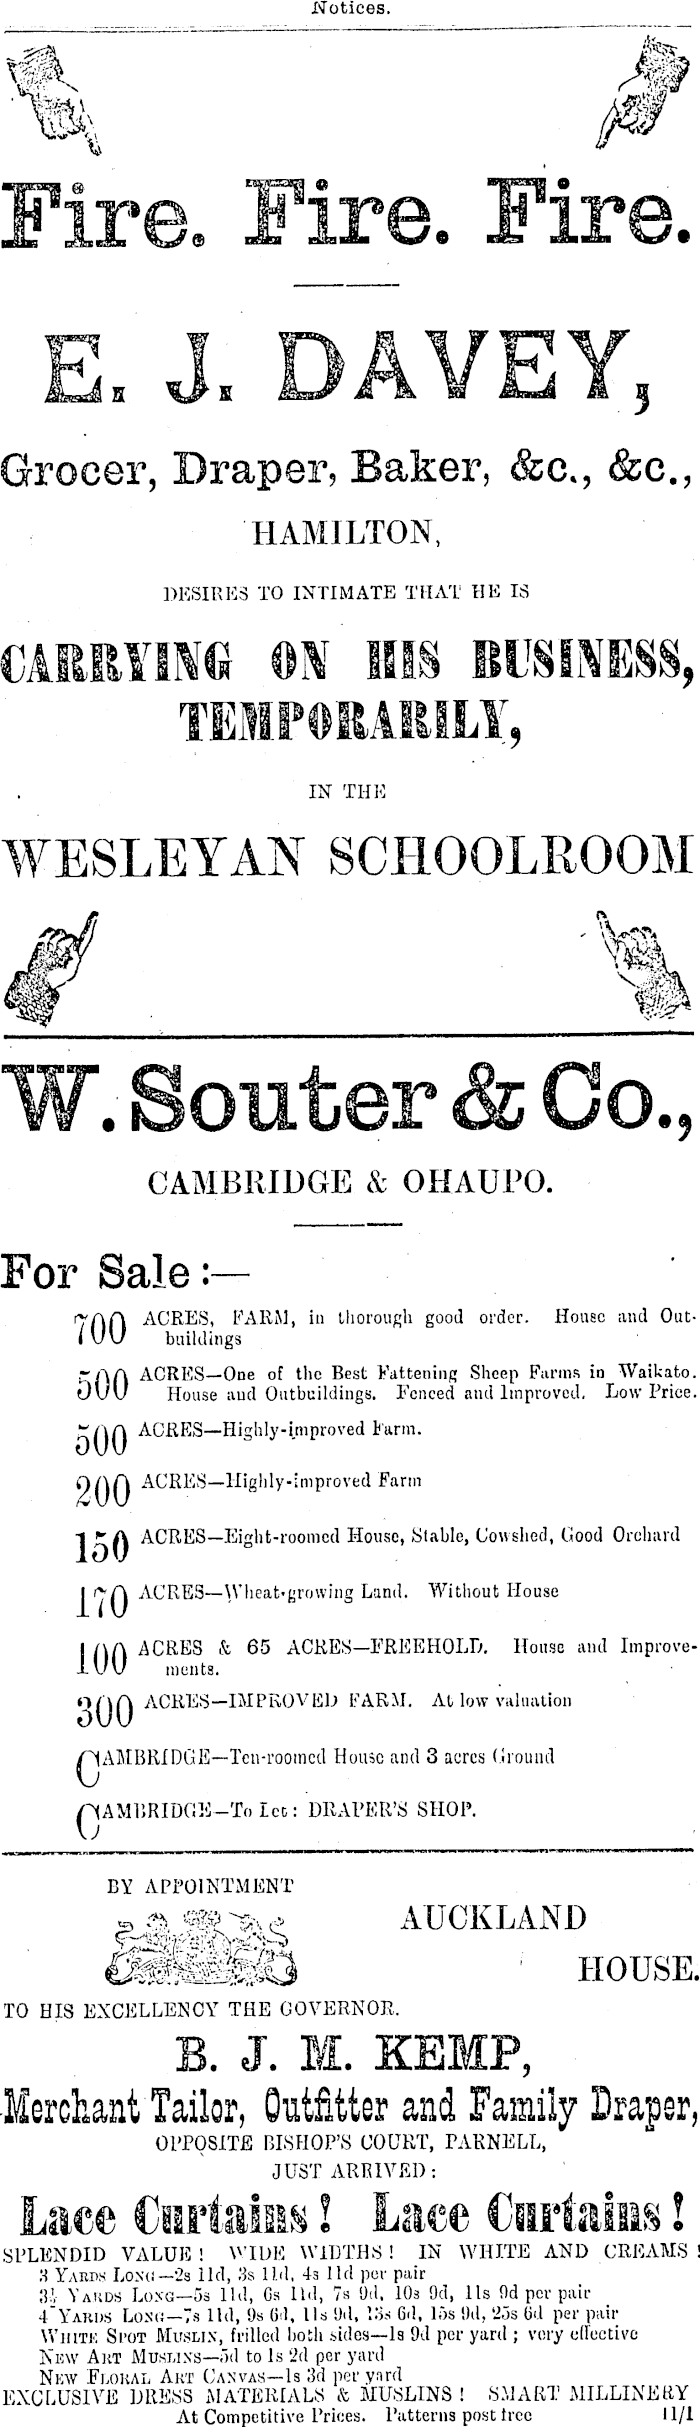 Notices.
Fire. Fire. Fire.
E. J. DAVEY,
Grocer, Draper, Baker, &c., &c.,
HAMILTON,
DESIRES TO INTIMATE THAT HE IS
CARRYING ON HIS BUSINESS,
TEMPORARILY,
IN THE
WESLEYAN SCHOOLROOM
W. Souter & Co.,
CAMBRIDGE & OHAUPO.
For Sale :—
700 ACRES, FARM, in thorough good order. House and Out-
buildings
500 ACRES—One of the Best Fattening Sheep Farms in Waikato.
House and Outbuildings. Fenced and Improved. Low Price.
500 ACRES—Highly-improved Farm.
200 ACRES—Highly-improved Farm
150 ACRES—Eight-roomed House, Stable, Cowshed, Good Orchard
170 ACRES—Wheat-growing Land. Without House
100 ACRES & 65 ACRES—FREEHOLD. House and Improve-
ments.
300 ACRES—IMPROVED FARM. At low valuation
CAMBRIDGE—Ten-roomed House and 3 acres Ground
CAMBRIDGE—To Let: DRAPER'S SHOP.
BY APPOINTMENT
AUCKLAND
HOUSE.
TO HIS EXCELLENCY THE GOVERNOR.
B. J. M. KEMP,
Merchant Tailor, Outfitter and Family Draper,
OPPOSITE BISHOP'S COURT, PARNELL,
JUST ARRIVED:
Lace Curtains! Lace Curtains!
SPLENDID VALUE! WIDE WIDTHS! IN WHITE AND CREAMS!
3 YARDS LONG—2s 11d, 3s 11d, 4s 11d per pair
3½ YARDS LONG—5s 11d, 6s 11d, 7s 9d, 10s 9d, 11s 9d per pair
4 YARDS LONG—7s 11d, 9s 6d, 11s 9d, 13s 6d, 15s 9d, 25s 6d per pair
WHITE SPOT MUSLIN, frilled both sides—1s 9d per yard; very effective
NEW ART MUSLINS—5d to 1s 2d per yard
NEW FLORAL ART CANVAS—1s 3d per yard
EXCLUSIVE DRESS MATERIALS & MUSLINS! SMART MILLINERY
At Competitive Prices. Patterns post free 11/1